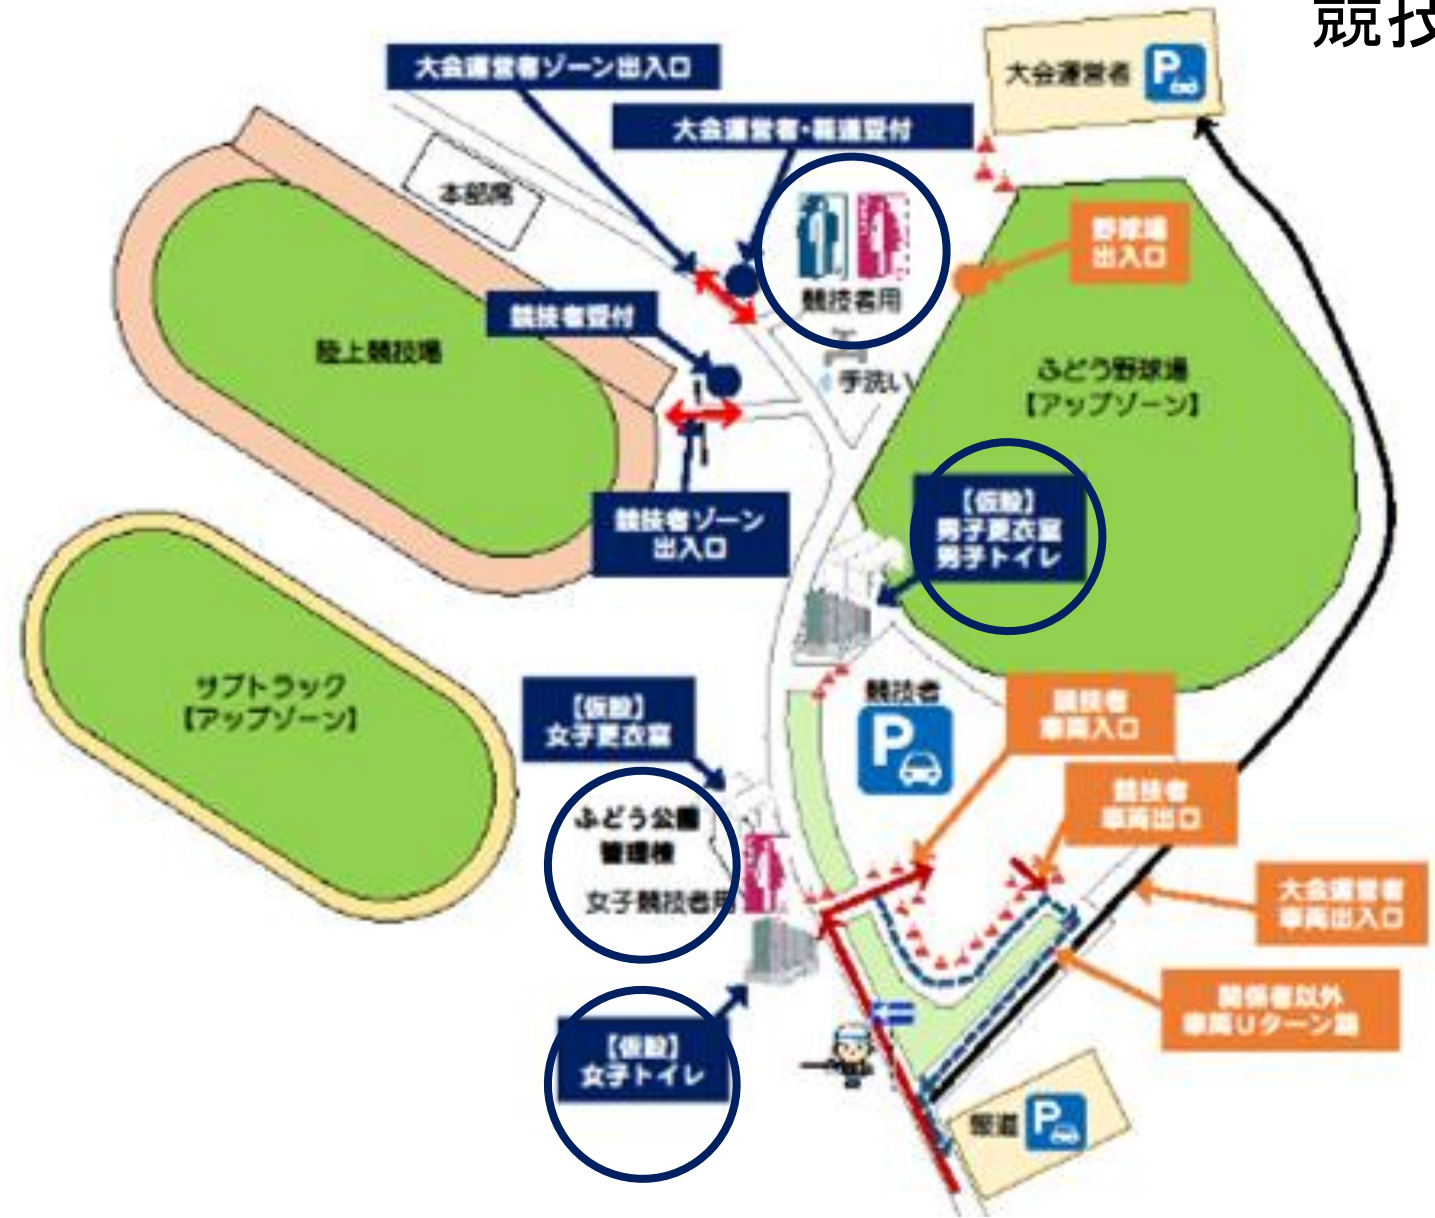 競技
大会運営者ゾーン出入口
大会運営者
P
大会運営者・報道受付
本部席
野球場
出入口
競技者用
競技者受付
陸上競技場
手洗い
ふどう野球場
【アップゾーン】
【仮設】
男子更衣室
男子トイレ
競技者ゾーン
出入口
サブトラック
【アップゾーン】
競技者
P
競技者
車両入口
【仮設】
女子更衣室
競技者
車両出口
ふどう公園
管理棟
女子競技者用
大会運営者
車両出入口
関係者以外
車両Uターン路
【仮設】
女子トイレ
報道
P